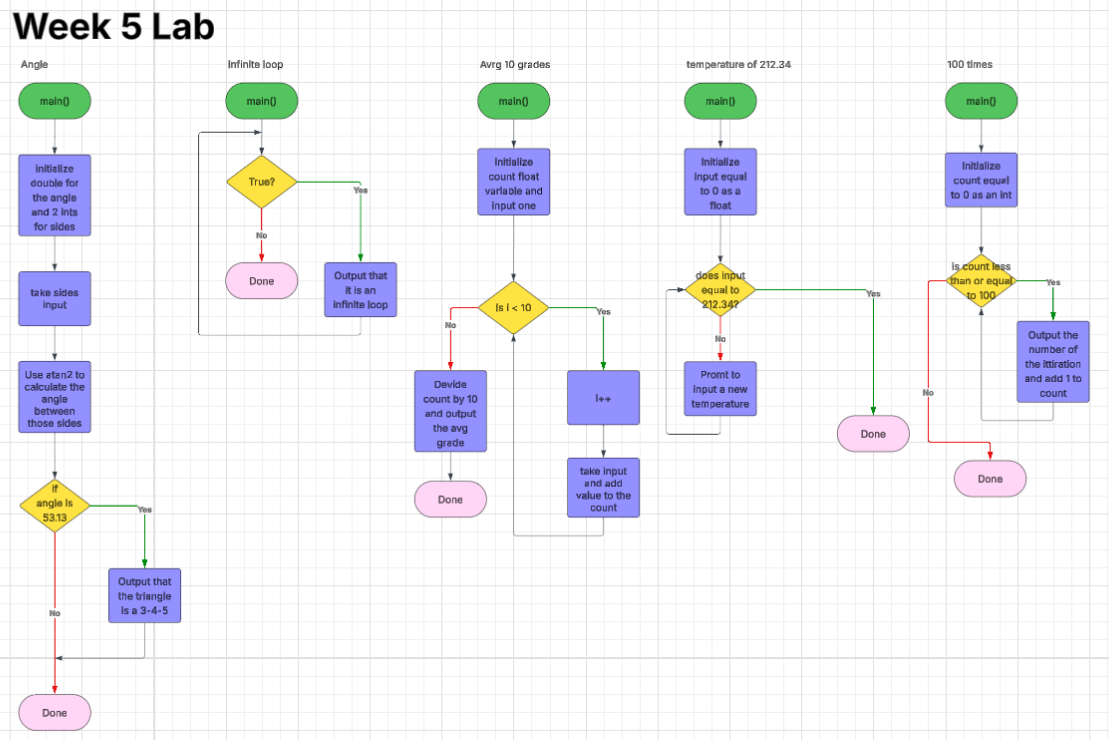 Week 5 Lab
Angle
main()
initialize
double for
the angle
and 2 ints
for sides
take sides
input
Use atan2 to
calculate the
angle
between
those sides
if
angle is
53.13
Yes
No
Output that
the triangle
is a 3-4-5
Done
Infinite loop
main()
True?
Yes
No
Done
Output that
it is an
infinite loop
Avrg 10 grades
main()
Initialize
count float
variable and
input one
Is i < 10
No
Yes
Devide
count by 10
and output
the avg
grade
Done
i++
take input
and add
value to the
count
temperature of 212.34
main()
Initialize
input equal
to 0 as a
float
does input
equal to
212.34?
Yes
No
Promt to
input a new
temperature
Done
100 times
main()
Initialize
count equal
to 0 as an int
is count less
than or equal
to 100
Yes
No
Output the
number of
the ittiration
and add 1 to
count
Done